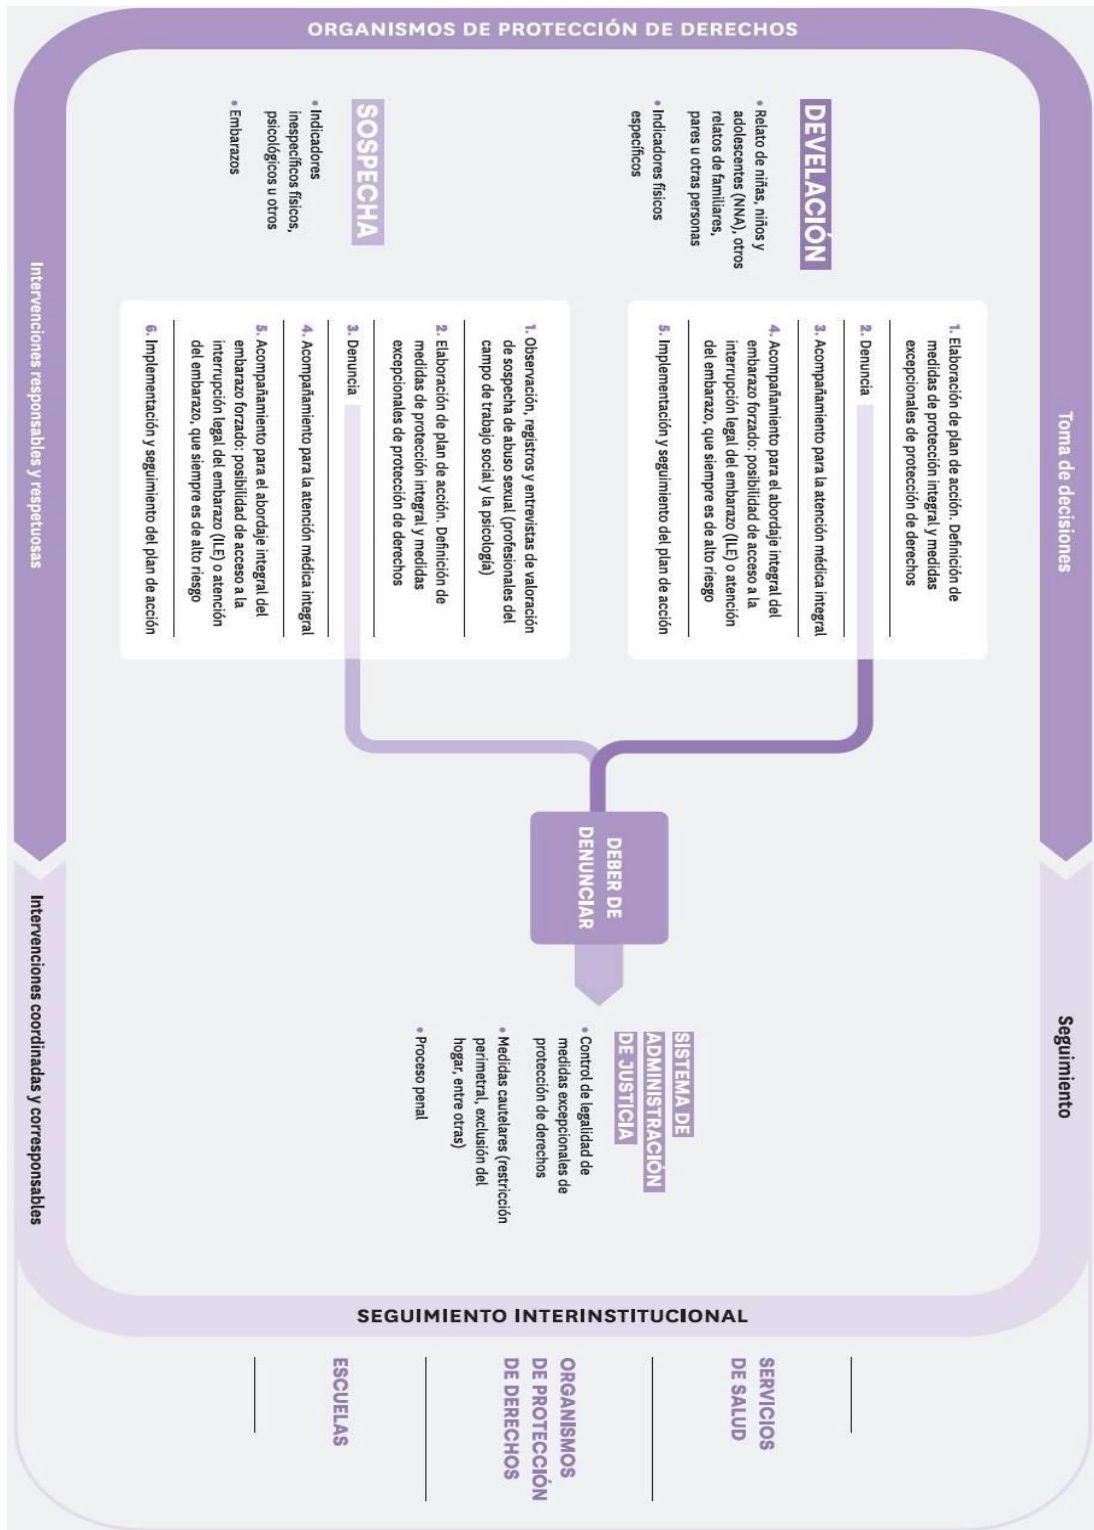 ORGANISMOS DE PROTECCIÓN DE DERECHOS
Toma de decisiones
Seguimiento
DEVELACIÓN
• Relato de niñas, niños y
adolescentes (NNA), otros
relatos de familiares,
pares u otras personas
• Indicadores físicos
específicos
1. Elaboración de plan de acción. Definición de
medidas de protección integral y medidas
excepcionales de protección de derechos
2. Denuncia
3. Acompañamiento para la atención médica integral
4. Acompañamiento para el abordaje integral del
embarazo forzado: posibilidad de acceso a la
interrupción legal del embarazo (ILE) o atención
del embarazo, que siempre es de alto riesgo
5. Implementación y seguimiento del plan de acción
SOSPECHA
• Indicadores
inespecíficos físicos,
psicológicos u otros
• Embarazos
1. Observación, registros y entrevistas de valoración
de sospecha de abuso sexual (profesionales del
campo de trabajo social y la psicología)
2. Elaboración de plan de acción. Definición de
medidas de protección integral y medidas
excepcionales de protección de derechos
3. Denuncia
4. Acompañamiento para la atención médica integral
5. Acompañamiento para el abordaje integral del
embarazo forzado: posibilidad de acceso a la
interrupción legal del embarazo (ILE) o atención
del embarazo, que siempre es de alto riesgo
6. Implementación y seguimiento del plan de acción
DEBER DE
DENUNCIAR
SISTEMA DE
ADMINISTRACIÓN
DE JUSTICIA
• Control de legalidad de
medidas excepcionales de
protección de derechos
• Medidas cautelares (restricción
perimetral, exclusión del
hogar, entre otras)
• Proceso penal
Intervenciones responsables y respetuosas
Intervenciones coordinadas y corresponsables
SEGUIMIENTO INTERINSTITUCIONAL
SERVICIOS
DE SALUD
ORGANISMOS
DE PROTECCIÓN
DE DERECHOS
ESCUELAS